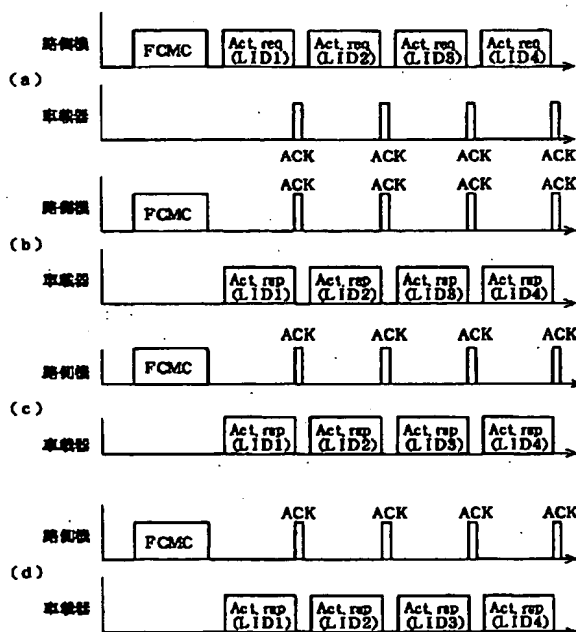 路側機 FCMC Act. req (LID1) Act. req (LID2) Act. req (LID3) Act. req (LID4)
(a)
車載器
ACK ACK ACK ACK
ACK ACK ACK ACK
路側機 FCMC
(b)
車載器 Act. rsp (LID1) Act. rsp (LID2) Act. rsp (LID3) Act. rsp (LID4)
ACK ACK ACK ACK
路側機 FCMC
(c)
車載器 Act. rsp (LID1) Act. rsp (LID2) Act. rsp (LID3) Act. rsp (LID4)
ACK ACK ACK ACK
路側機 FCMC
(d)
車載器 Act. rsp (LID1) Act. rsp (LID2) Act. rsp (LID3) Act. rsp (LID4)